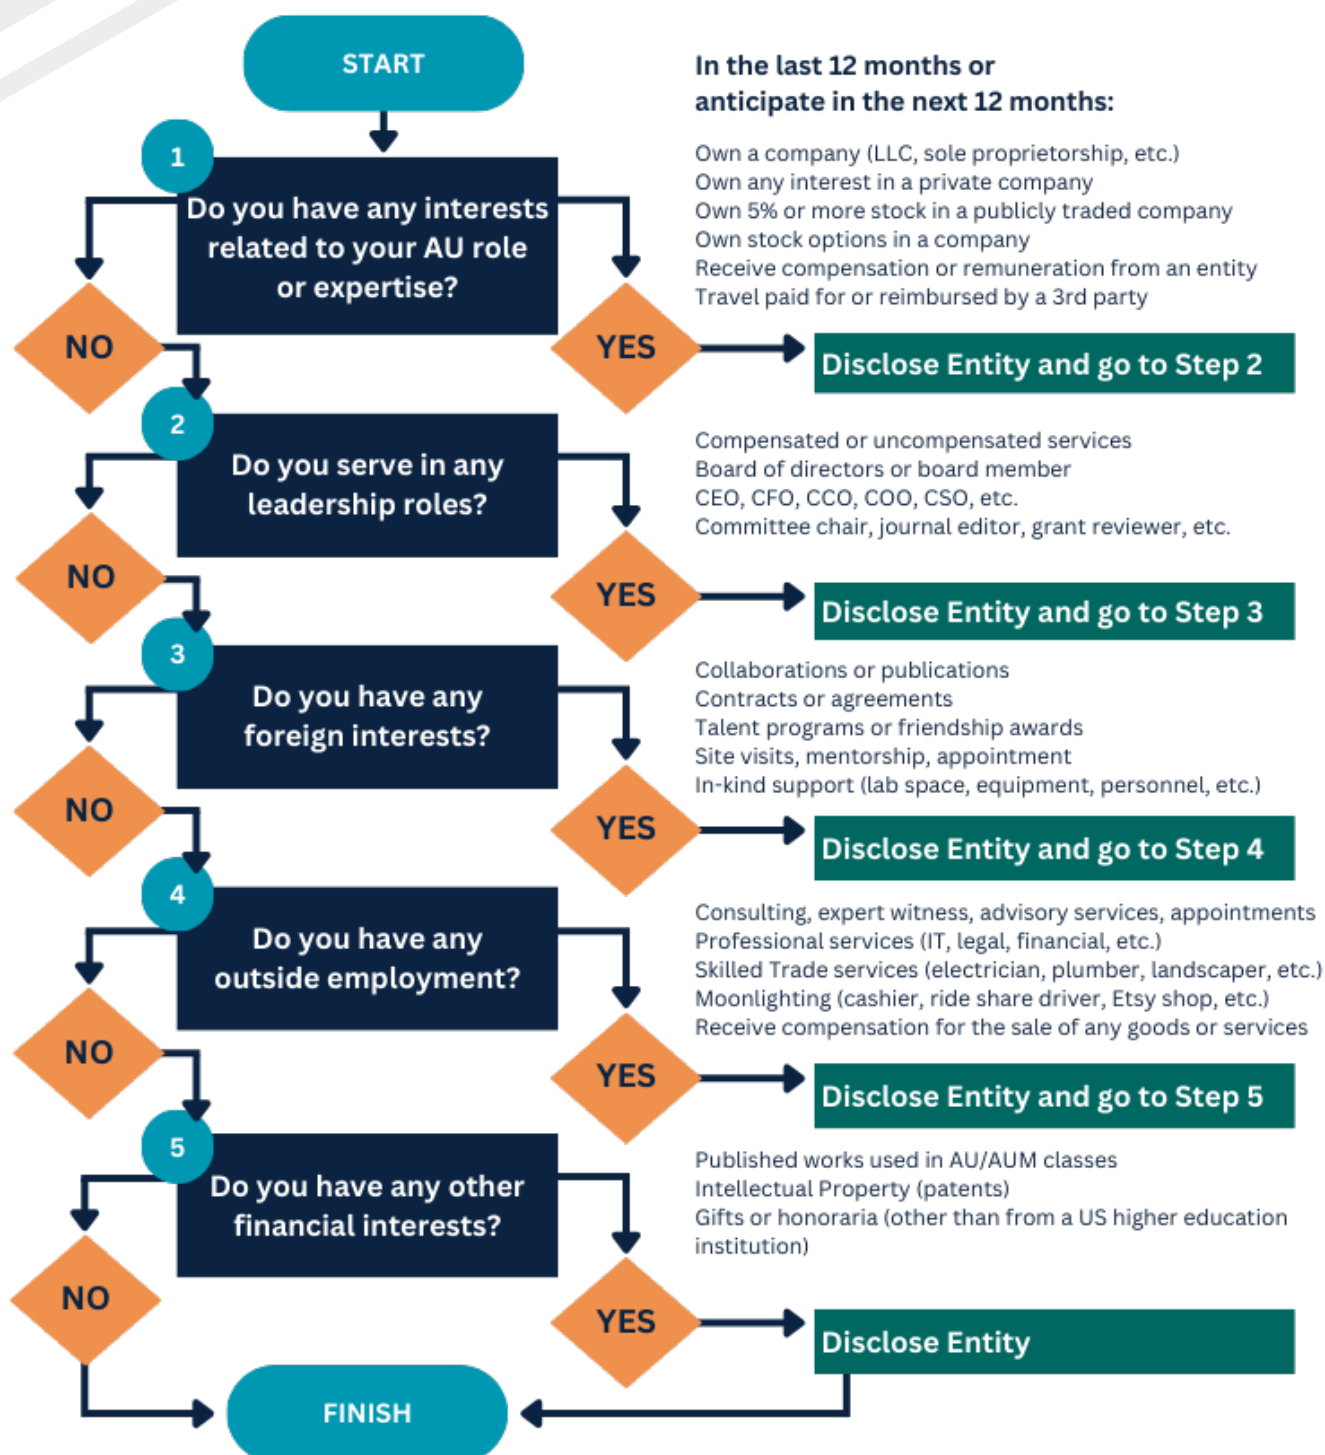 START
In the last 12 months or
anticipate in the next 12 months:
1
Do you have any interests
related to your AU role
or expertise?
Own a company (LLC, sole proprietorship, etc.)
Own any interest in a private company
Own 5% or more stock in a publicly traded company
Own stock options in a company
Receive compensation or remuneration from an entity
Travel paid for or reimbursed by a 3rd party
NO
YES
Disclose Entity and go to Step 2
2
Do you serve in any
leadership roles?
Compensated or uncompensated services
Board of directors or board member
CEO, CFO, CCO, COO, CSO, etc.
Committee chair, journal editor, grant reviewer, etc.
NO
YES
Disclose Entity and go to Step 3
3
Do you have any
foreign interests?
Collaborations or publications
Contracts or agreements
Talent programs or friendship awards
Site visits, mentorship, appointment
In-kind support (lab space, equipment, personnel, etc.)
NO
YES
Disclose Entity and go to Step 4
4
Do you have any
outside employment?
Consulting, expert witness, advisory services, appointments
Professional services (IT, legal, financial, etc.)
Skilled Trade services (electrician, plumber, landscaper, etc.)
Moonlighting (cashier, ride share driver, Etsy shop, etc.)
Receive compensation for the sale of any goods or services
NO
YES
Disclose Entity and go to Step 5
5
Do you have any other
financial interests?
Published works used in AU/AUM classes
Intellectual Property (patents)
Gifts or honoraria (other than from a US higher education
institution)
NO
YES
Disclose Entity
FINISH